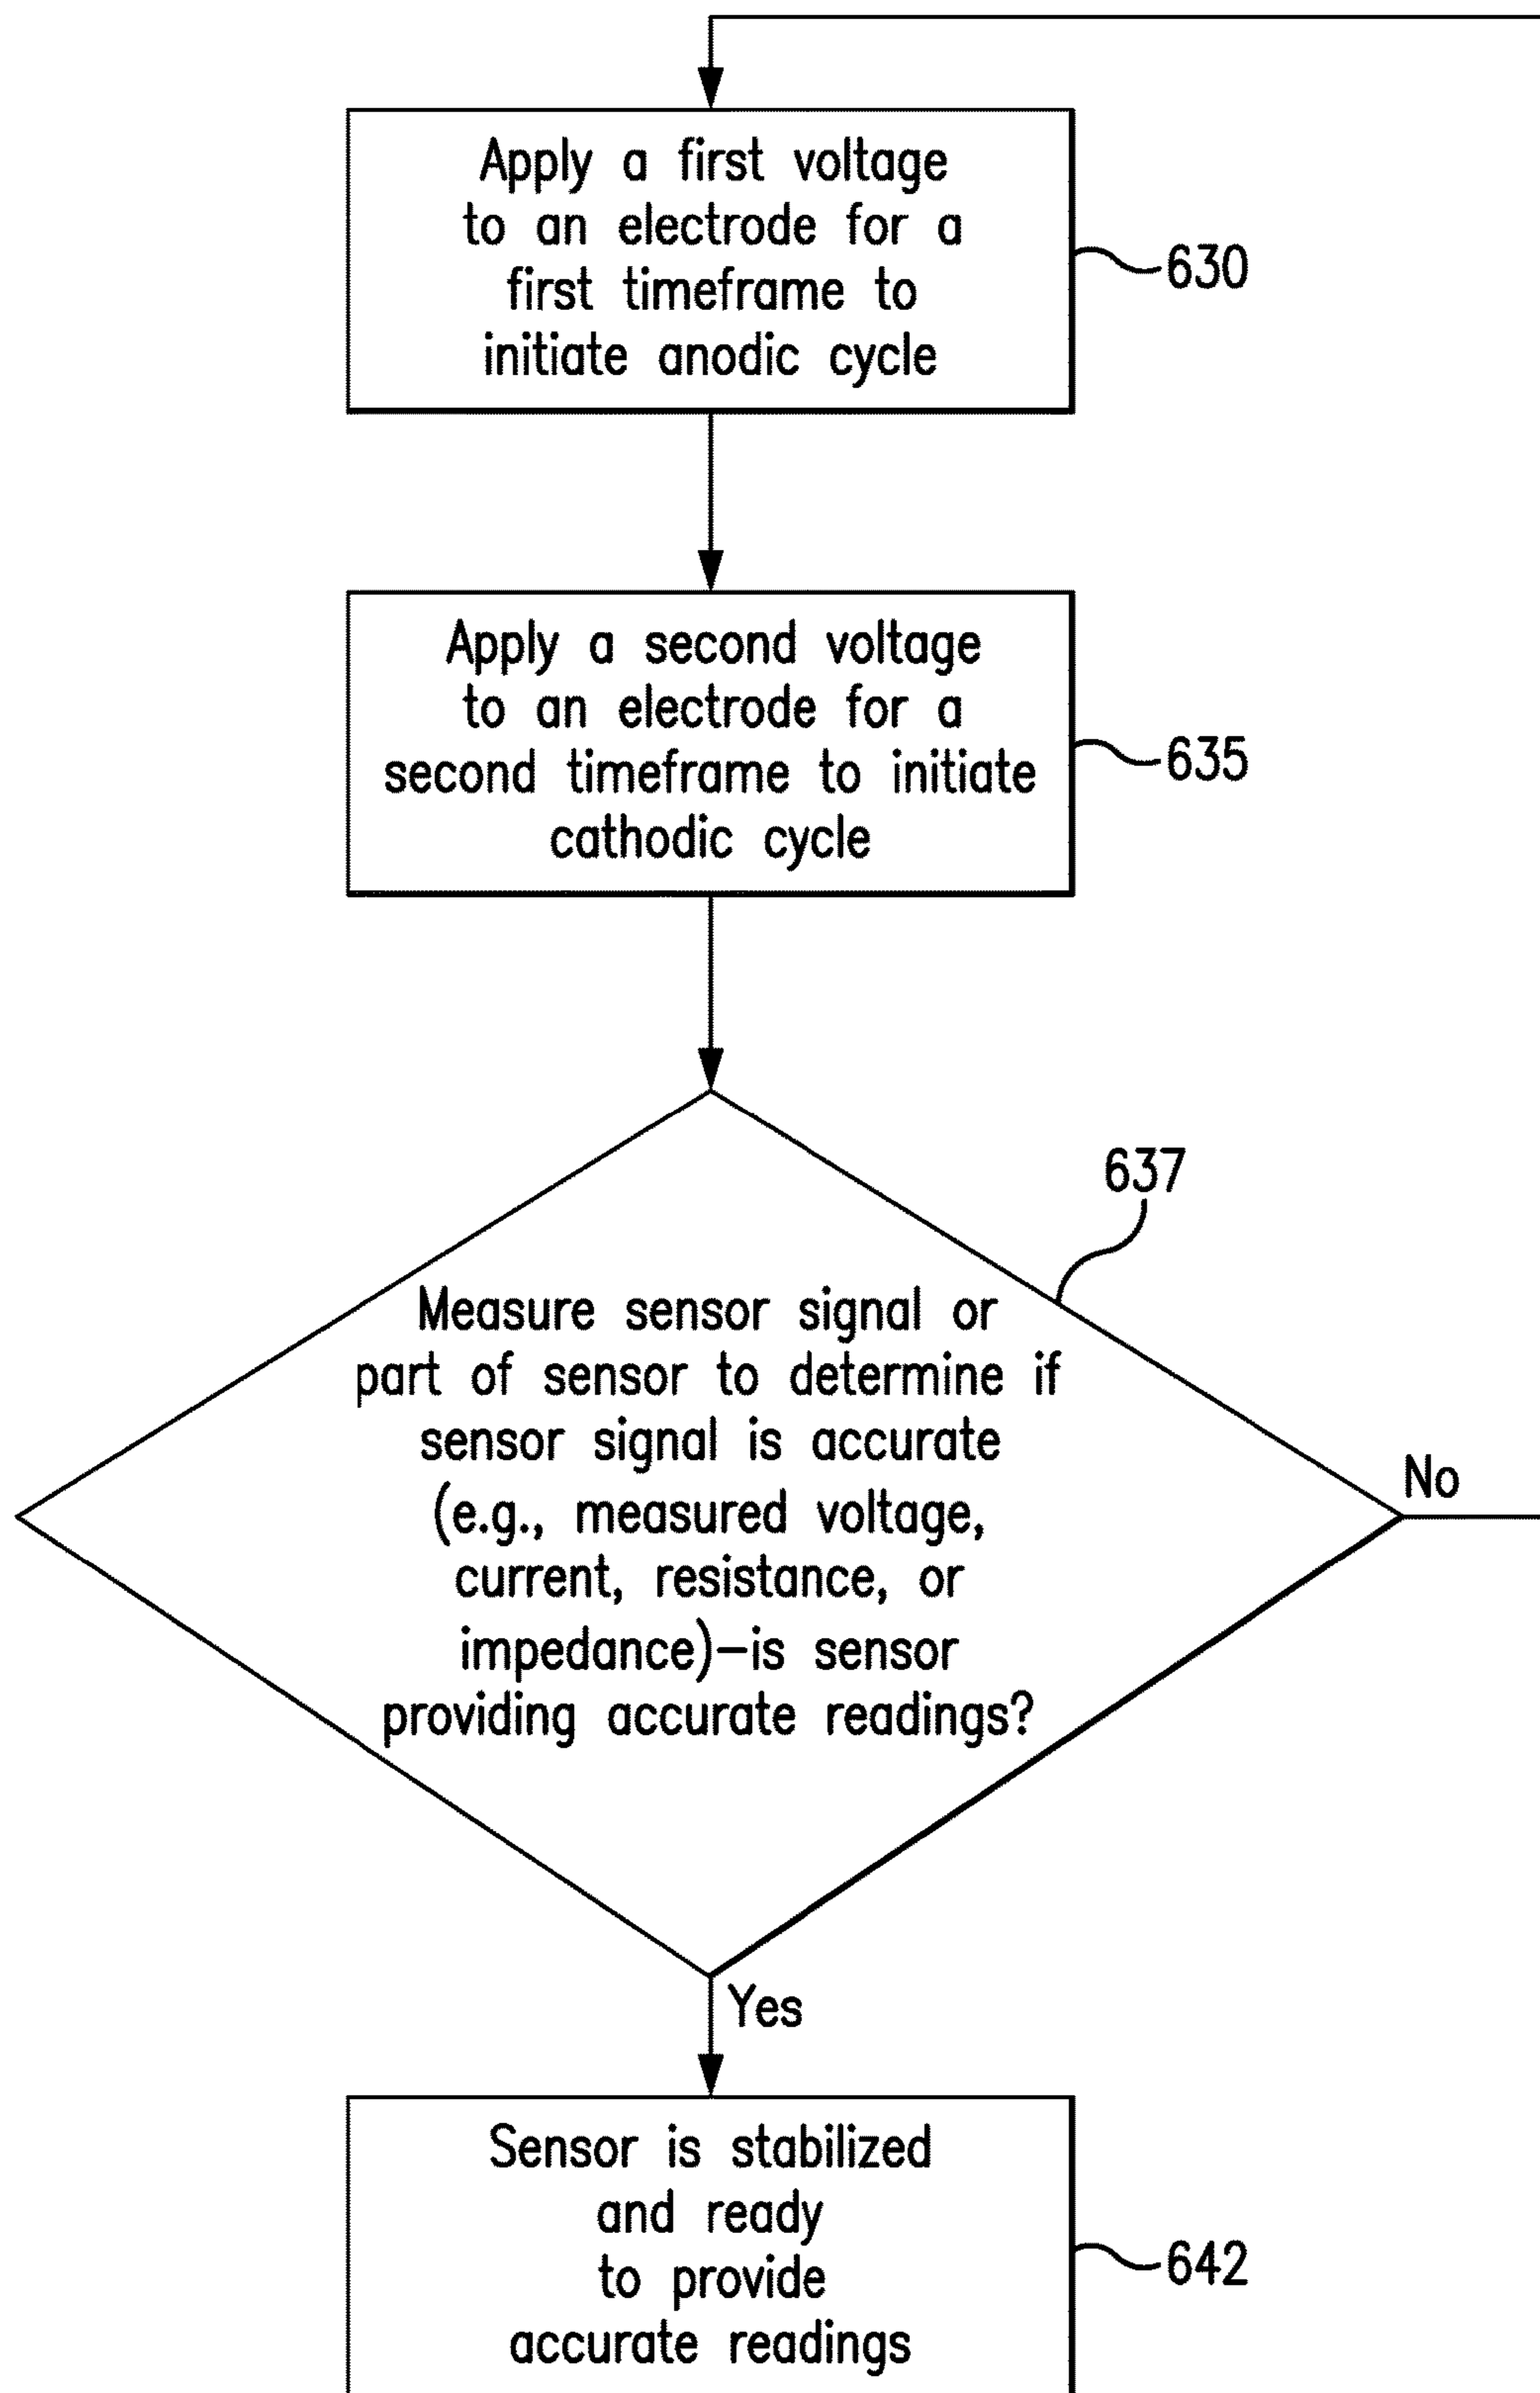 Apply a first voltage
to an electrode for a
first timeframe to
initiate anodic cycle
630
Apply a second voltage
to an electrode for a
second timeframe to initiate
cathodic cycle
635
637
Measure sensor signal or
part of sensor to determine if
sensor signal is accurate
(e.g., measured voltage,
current, resistance, or
impedance)-is sensor
providing accurate readings?
No
Yes
Sensor is stabilized
and ready
to provide
accurate readings
642